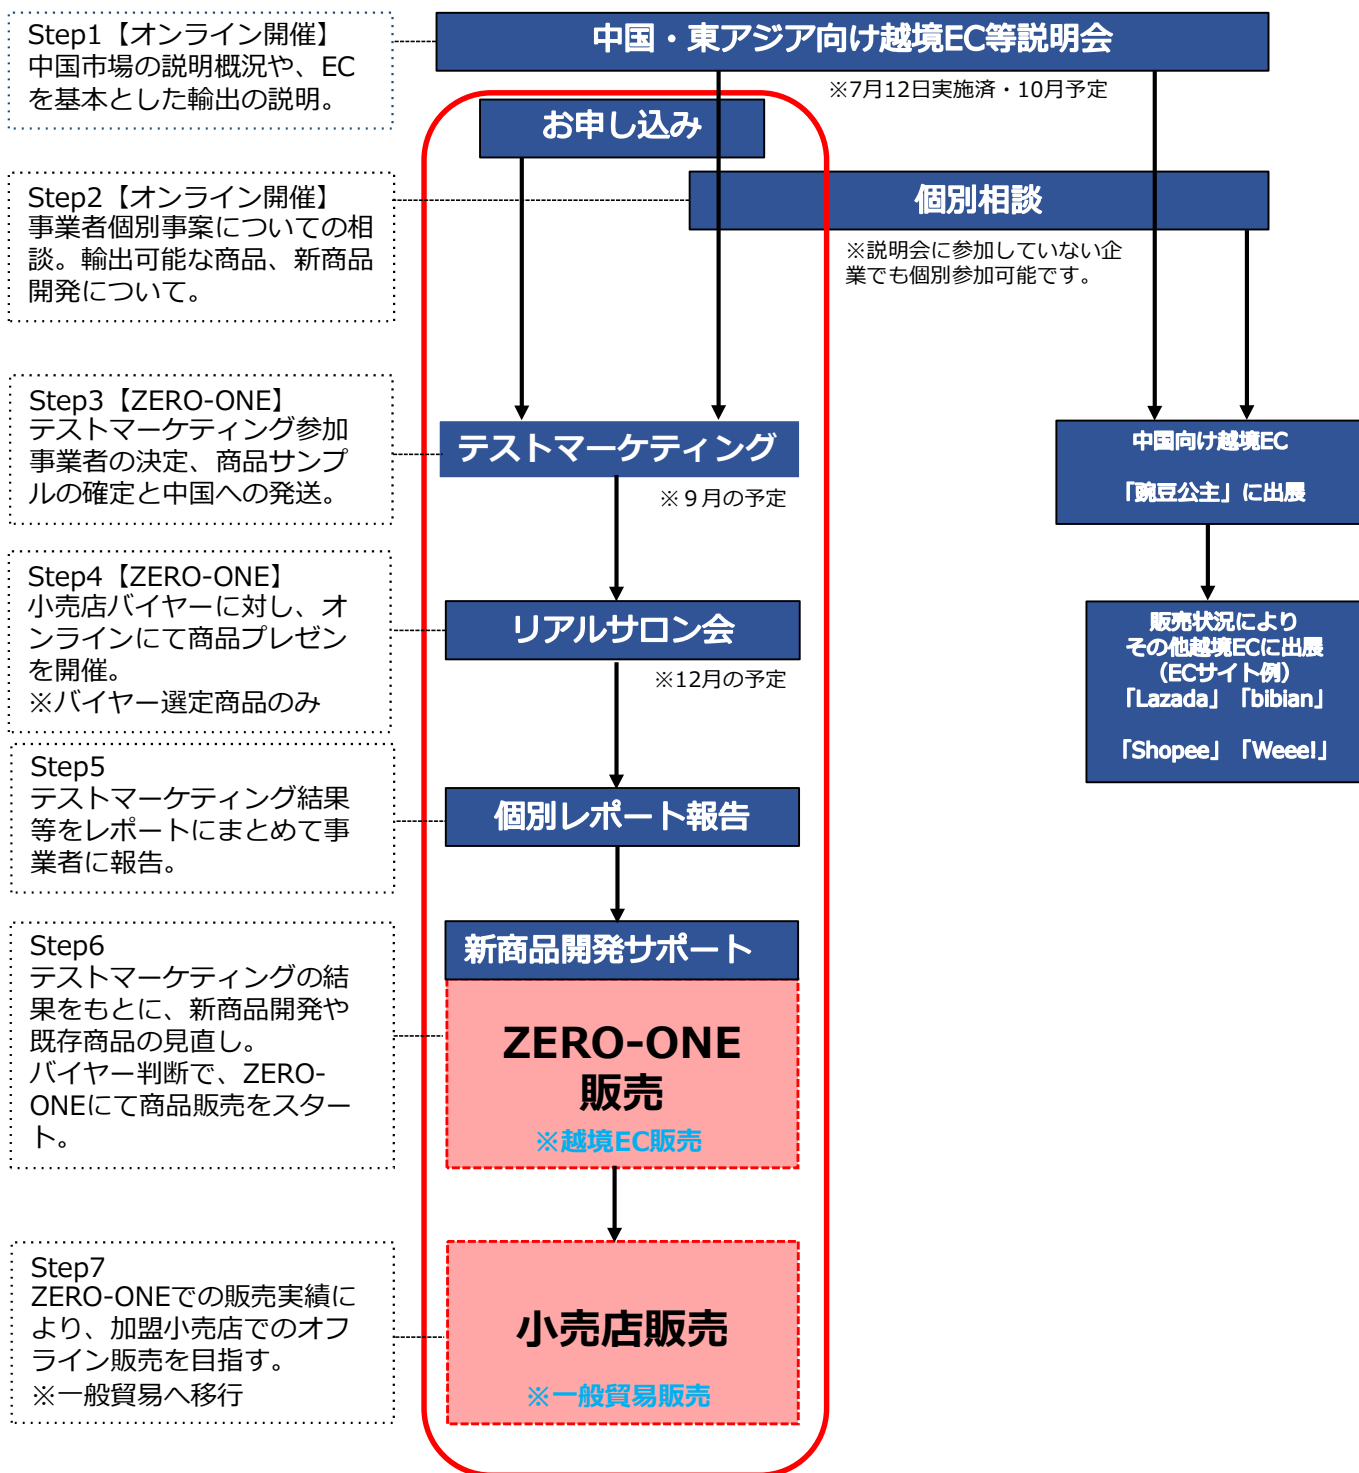 Step1【オンライン開催】
中国市場の説明概況や、EC
を基本とした輸出の説明。
中国・東アジア向け越境EC等説明会
※7月12日実施済・10月予定
お申し込み
Step2【オンライン開催】
事業者個別事案についての相
談。輸出可能な商品、新商品
開発について。
個別相談
※説明会に参加していない企
業でも個別参加可能です。
Step3【ZERO-ONE】
テストマーケティング参加
事業者の決定、商品サンプ
ルの確定と中国への発送。
テストマーケティング
※９月の予定
中国向け越境EC
「豌豆公主」に出展
Step4【ZERO-ONE】
小売店バイヤーに対し、オ
ンラインにて商品プレゼン
を開催。
※バイヤー選定商品のみ
リアルサロン会
※12月の予定
販売状況により
その他越境ECに出展
（ECサイト例）
「Lazada」「bibian」
「Shopee」「Weee!」
Step5
テストマーケティング結果
等をレポートにまとめて事
業者に報告。
個別レポート報告
Step6
テストマーケティングの結
果をもとに、新商品開発や
既存商品の見直し。
バイヤー判断で、ZERO-
ONEにて商品販売をスター
ト。
新商品開発サポート
ZERO-ONE
販売
※越境EC販売
Step7
ZERO-ONEでの販売実績に
より、加盟小売店でのオフ
ライン販売を目指す。
※一般貿易へ移行
小売店販売
※一般貿易販売